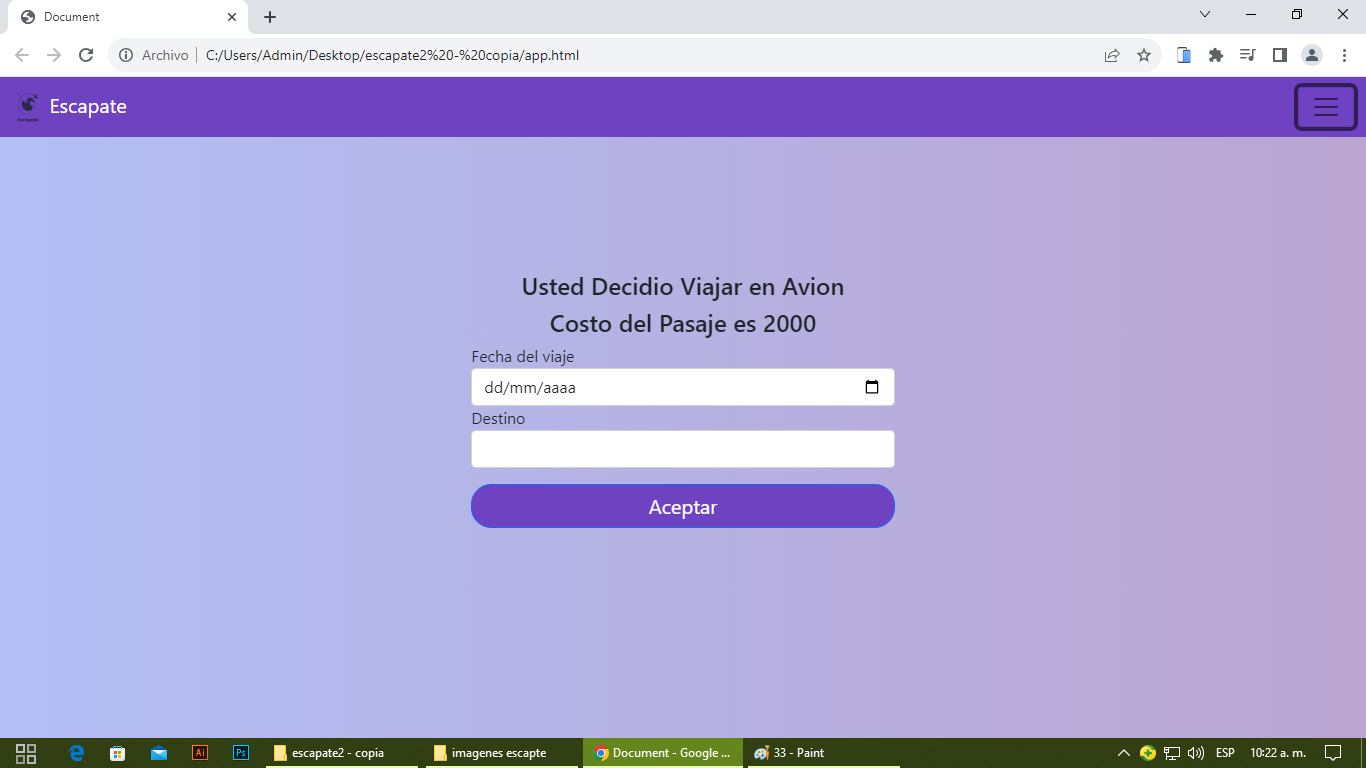 Document
Archivo
C:/Users/Admin/Desktop/escapate2%20-%20copia/app.html
Escapate
Escapate
Usted Decidio Viajar en Avion
Costo del Pasaje es 2000
Fecha del viaje
dd/mm/aaaa
Destino
Aceptar
Ai
Ps
escapate2 - copia
imagenes escapte
Document - Google ...
33 - Paint
ESP
10:22 a. m.